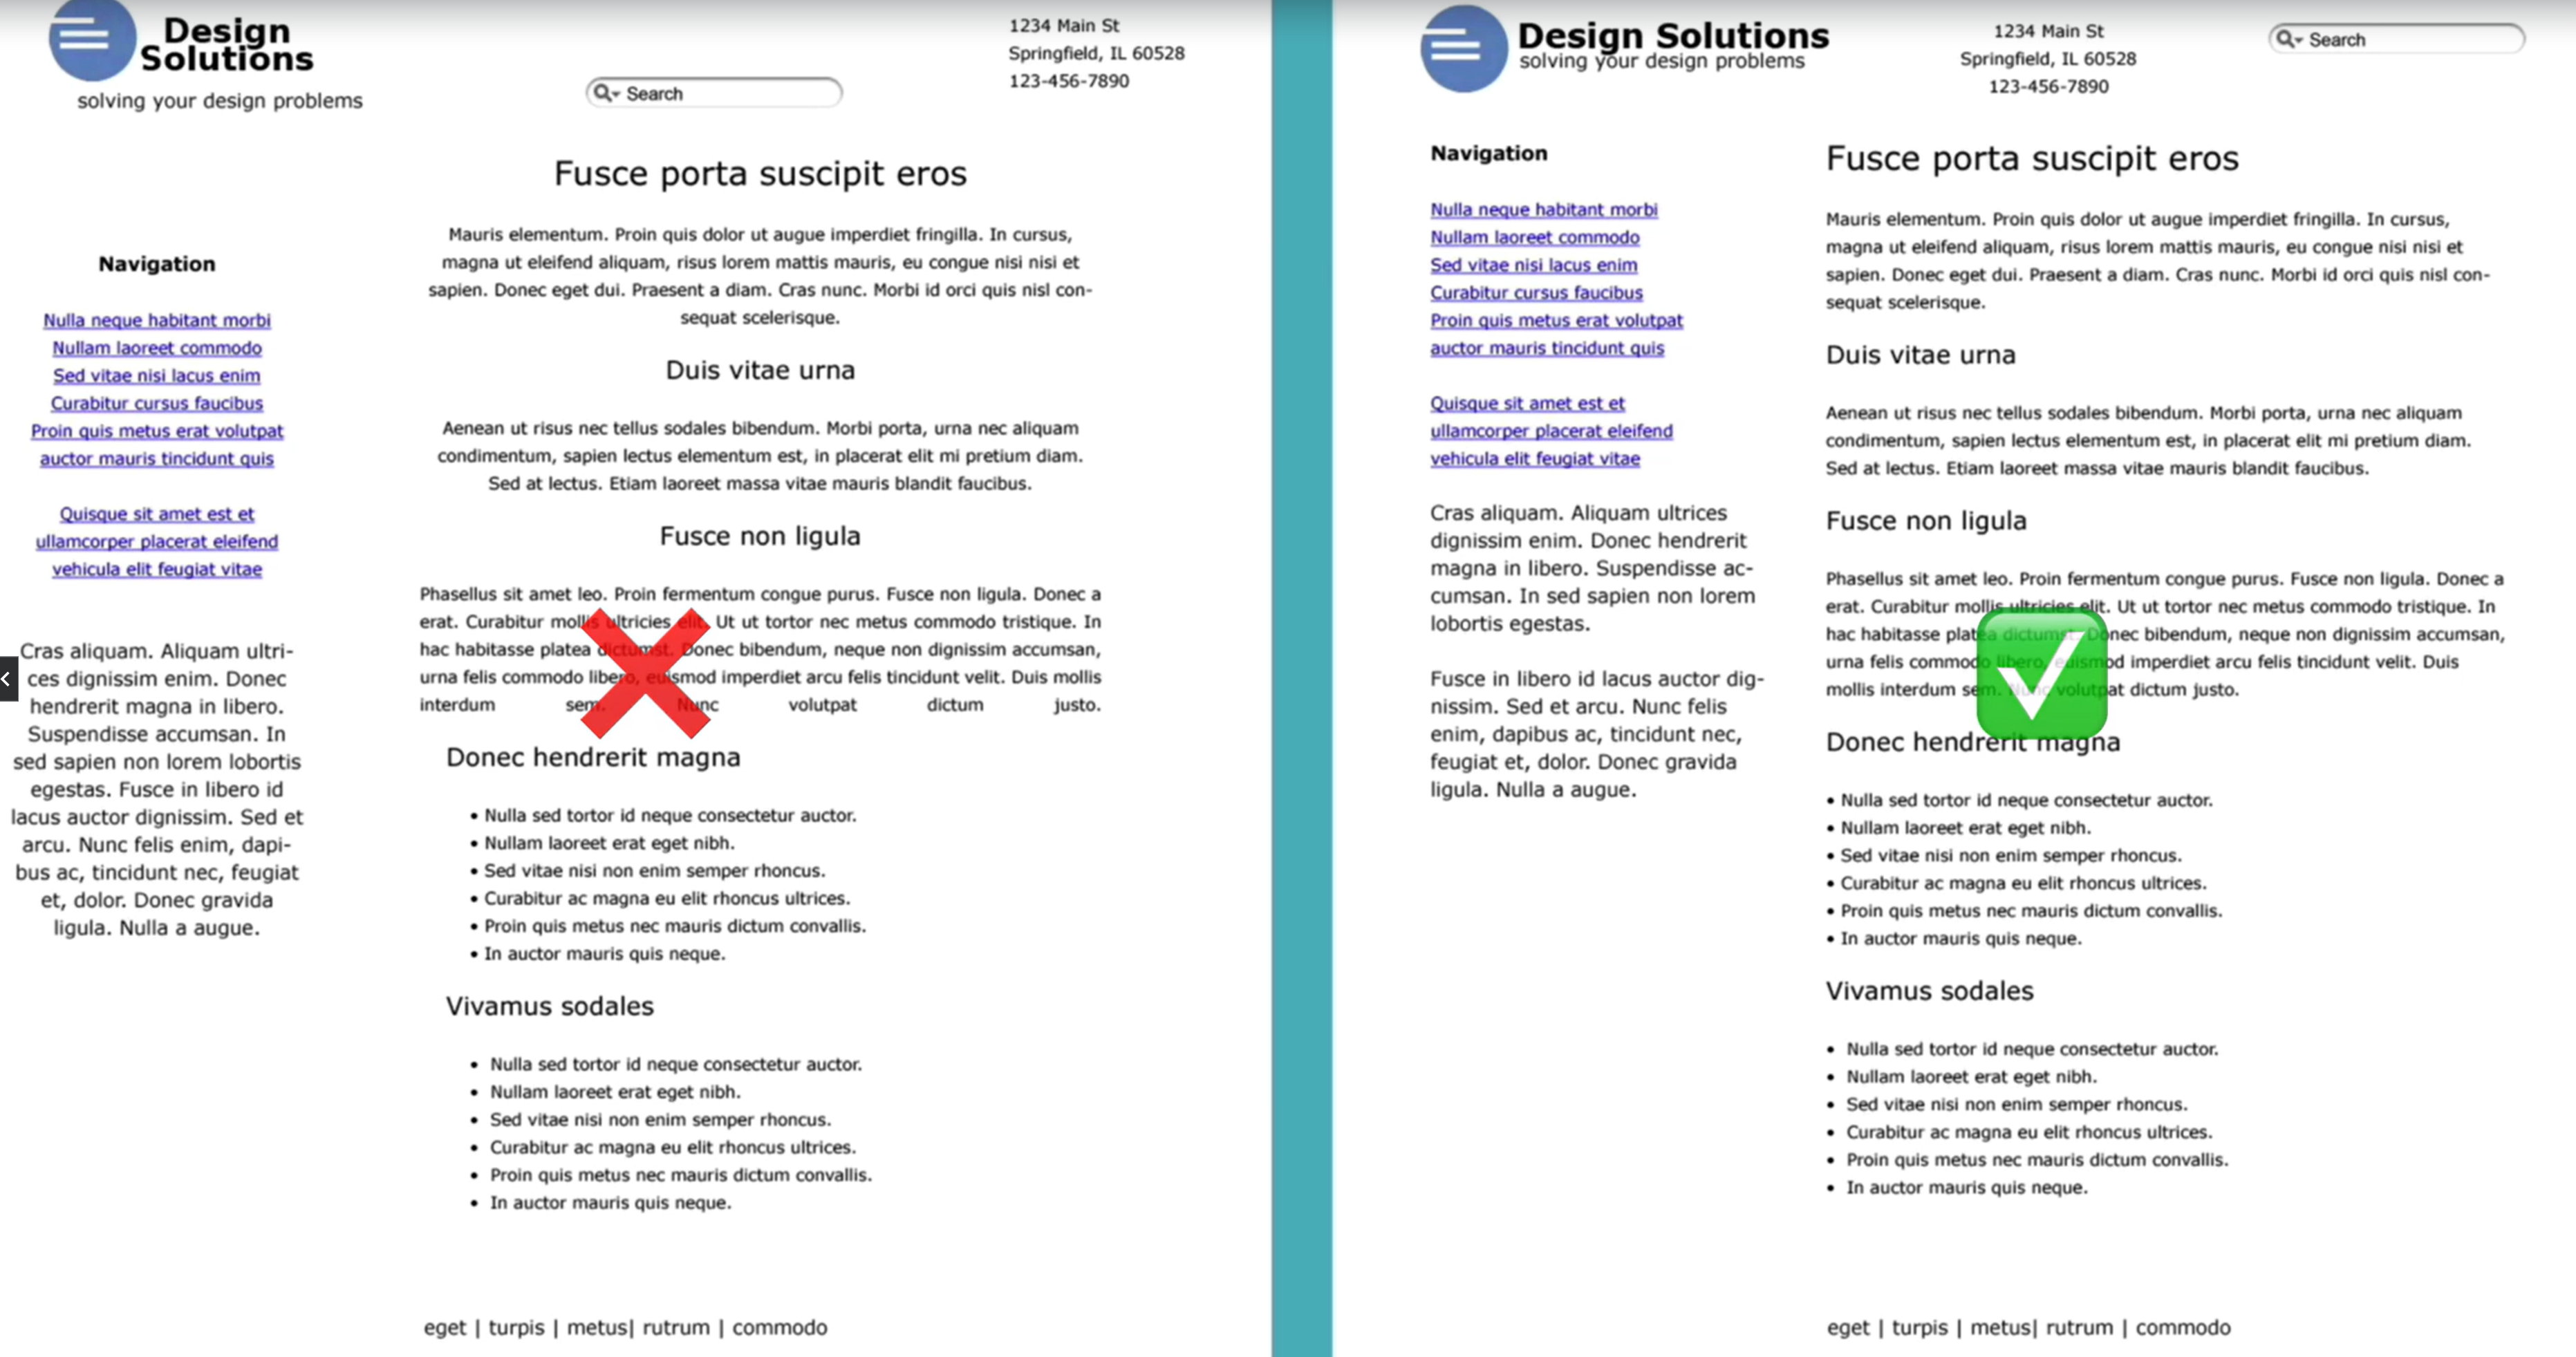 Design
Solutions
solving your design problems
Search
1234 Main St
Springfield, IL 60528
123-456-7890
Navigation
Nulla neque habitant morbi
Nullam laoreet commodo
Sed vitae nisi lacus enim
Curabitur cursus faucibus
Proin quis metus erat volutpat
auctor mauris tincidunt quis
Quisque sit amet est et
ullamcorper placerat eleifend
vehicula elit feugiat vitae
Cras aliquam. Aliquam ultri-
ces dignissim enim. Donec
hendrerit magna in libero.
Suspendisse accumsan. In
sed sapien non lorem lobortis
egestas. Fusce in libero id
lacus auctor dignissim. Sed et
arcu. Nunc felis enim, dapi-
bus ac, tincidunt nec, feugiat
et, dolor. Donec gravida
ligula. Nulla a augue.
Fusce porta suscipit eros
Mauris elementum. Proin quis dolor ut augue imperdiet fringilla. In cursus,
magna ut eleifend aliquam, risus lorem mattis mauris, eu congue nisi nisi et
sapien. Donec eget dui. Praesent a diam. Cras nunc. Morbi id orci quis nisl con-
sequat scelerisque.
Duis vitae urna
Aenean ut risus nec tellus sodales bibendum. Morbi porta, urna nec aliquam
condimentum, sapien lectus elementum est, in placerat elit mi pretium diam.
Sed at lectus. Etiam laoreet massa vitae mauris blandit faucibus.
Fusce non ligula
Phasellus sit amet leo. Proin fermentum congue purus. Fusce non ligula. Donec a
erat. Curabitur mollis ultricies elit. Ut ut tortor nec metus commodo tristique. In
hac habitasse platea dictumst. Donec bibendum, neque non dignissim accumsan,
urna felis commodo libero, euismod imperdiet arcu felis tincidunt velit. Duis mollis
interdum sem. Nunc volutpat dictum justo.
Donec hendrerit magna
• Nulla sed tortor id neque consectetur auctor.
• Nullam laoreet erat eget nibh.
• Sed vitae nisi non enim semper rhoncus.
• Curabitur ac magna eu elit rhoncus ultrices.
• Proin quis metus nec mauris dictum convallis.
• In auctor mauris quis neque.
Vivamus sodales
• Nulla sed tortor id neque consectetur auctor.
• Nullam laoreet erat eget nibh.
• Sed vitae nisi non enim semper rhoncus.
• Curabitur ac magna eu elit rhoncus ultrices.
• Proin quis metus nec mauris dictum convallis.
• In auctor mauris quis neque.
eget | turpis | metus| rutrum | commodo
Design Solutions
solving your design problems
1234 Main St
Springfield, IL 60528
123-456-7890
Search
Navigation
Nulla neque habitant morbi
Nullam laoreet commodo
Sed vitae nisi lacus enim
Curabitur cursus faucibus
Proin quis metus erat volutpat
auctor mauris tincidunt quis
Quisque sit amet est et
ullamcorper placerat eleifend
vehicula elit feugiat vitae
Cras aliquam. Aliquam ultrices
dignissim enim. Donec hendrerit
magna in libero. Suspendisse ac-
cumsan. In sed sapien non lorem
lobortis egestas.
Fusce in libero id lacus auctor dig-
nissim. Sed et arcu. Nunc felis
enim, dapibus ac, tincidunt nec,
feugiat et, dolor. Donec gravida
ligula. Nulla a augue.
Fusce porta suscipit eros
Mauris elementum. Proin quis dolor ut augue imperdiet fringilla. In cursus,
magna ut eleifend aliquam, risus lorem mattis mauris, eu congue nisi nisi et
sapien. Donec eget dui. Praesent a diam. Cras nunc. Morbi id orci quis nisl con-
sequat scelerisque.
Duis vitae urna
Aenean ut risus nec tellus sodales bibendum. Morbi porta, urna nec aliquam
condimentum, sapien lectus elementum est, in placerat elit mi pretium diam.
Sed at lectus. Etiam laoreet massa vitae mauris blandit faucibus.
Fusce non ligula
Phasellus sit amet leo. Proin fermentum congue purus. Fusce non ligula. Donec a
erat. Curabitur mollis ultricies elit. Ut ut tortor nec metus commodo tristique. In
hac habitasse platea dictumst. Donec bibendum, neque non dignissim accumsan,
urna felis commodo libero, euismod imperdiet arcu felis tincidunt velit. Duis
mollis interdum sem. Nunc volutpat dictum justo.
Donec hendrerit magna
• Nulla sed tortor id neque consectetur auctor.
• Nullam laoreet erat eget nibh.
• Sed vitae nisi non enim semper rhoncus.
• Curabitur ac magna eu elit rhoncus ultrices.
• Proin quis metus nec mauris dictum convallis.
• In auctor mauris quis neque.
Vivamus sodales
• Nulla sed tortor id neque consectetur auctor.
• Nullam laoreet erat eget nibh.
• Sed vitae nisi non enim semper rhoncus.
• Curabitur ac magna eu elit rhoncus ultrices.
• Proin quis metus nec mauris dictum convallis.
• In auctor mauris quis neque.
eget | turpis | metus| rutrum | commodo